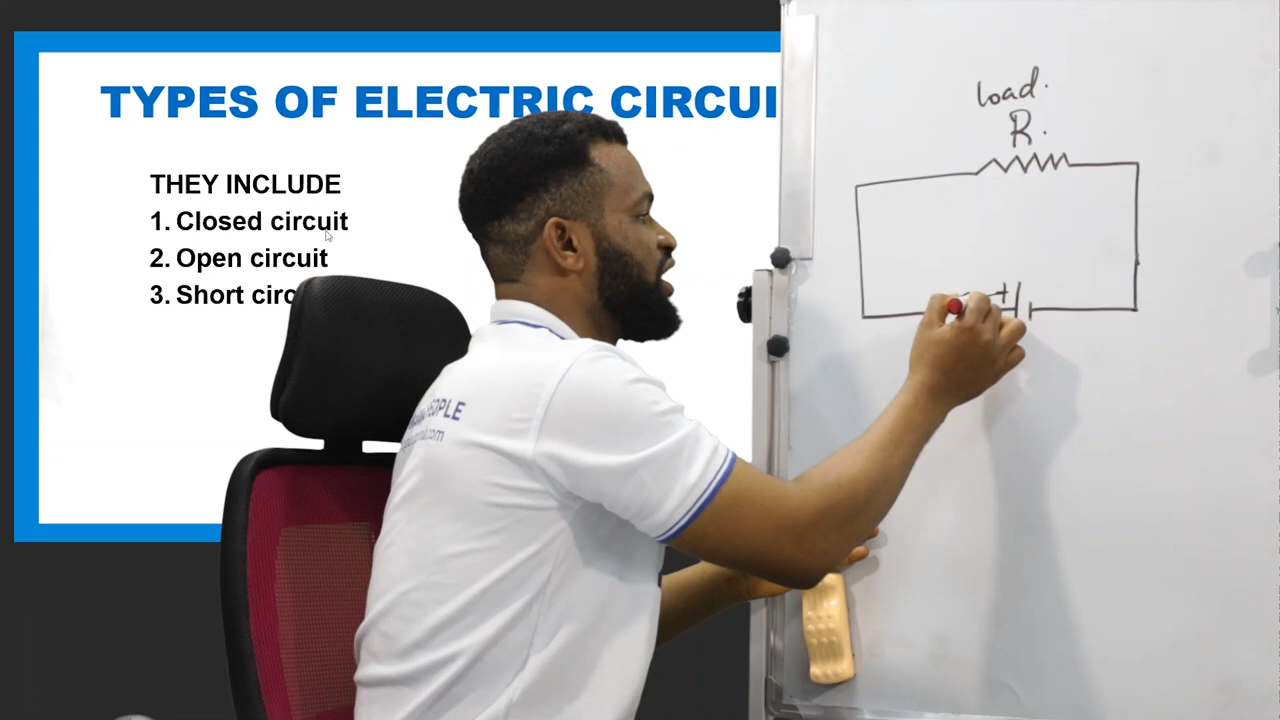 TYPES OF ELECTRIC CIRCUI
THEY INCLUDE
1. Closed circuit
2. Open circuit
3. Short circ
load.
R.
+